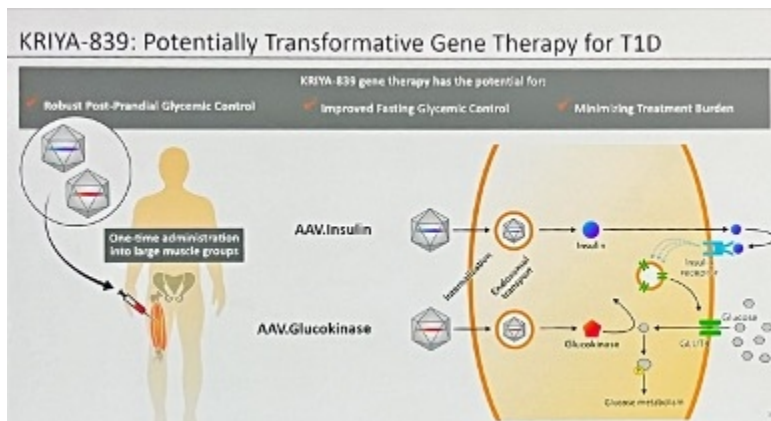 KRIYA-839: Potentially Transformative Gene Therapy for T1D
KRIYA-839 gene therapy has the potential for:
Robust Post-Prandial Glycemic Control
Improved Fasting Glycemic Control
Minimizing Treatment Burden
One-time administration
into large muscle groups
AAV.Insulin
Internalization
Endosomal
transport
Insulin
Insulin
receptor
AAV.Glucokinase
Glucokinase
Glucose
Glucose metabolism